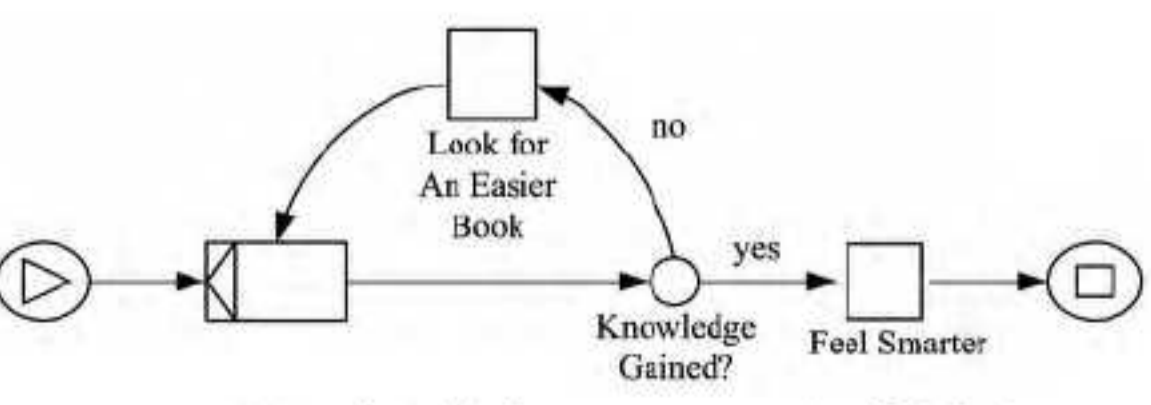 Look for
An Easier
Book
no
yes
Knowledge
Gained?
Feel Smarter